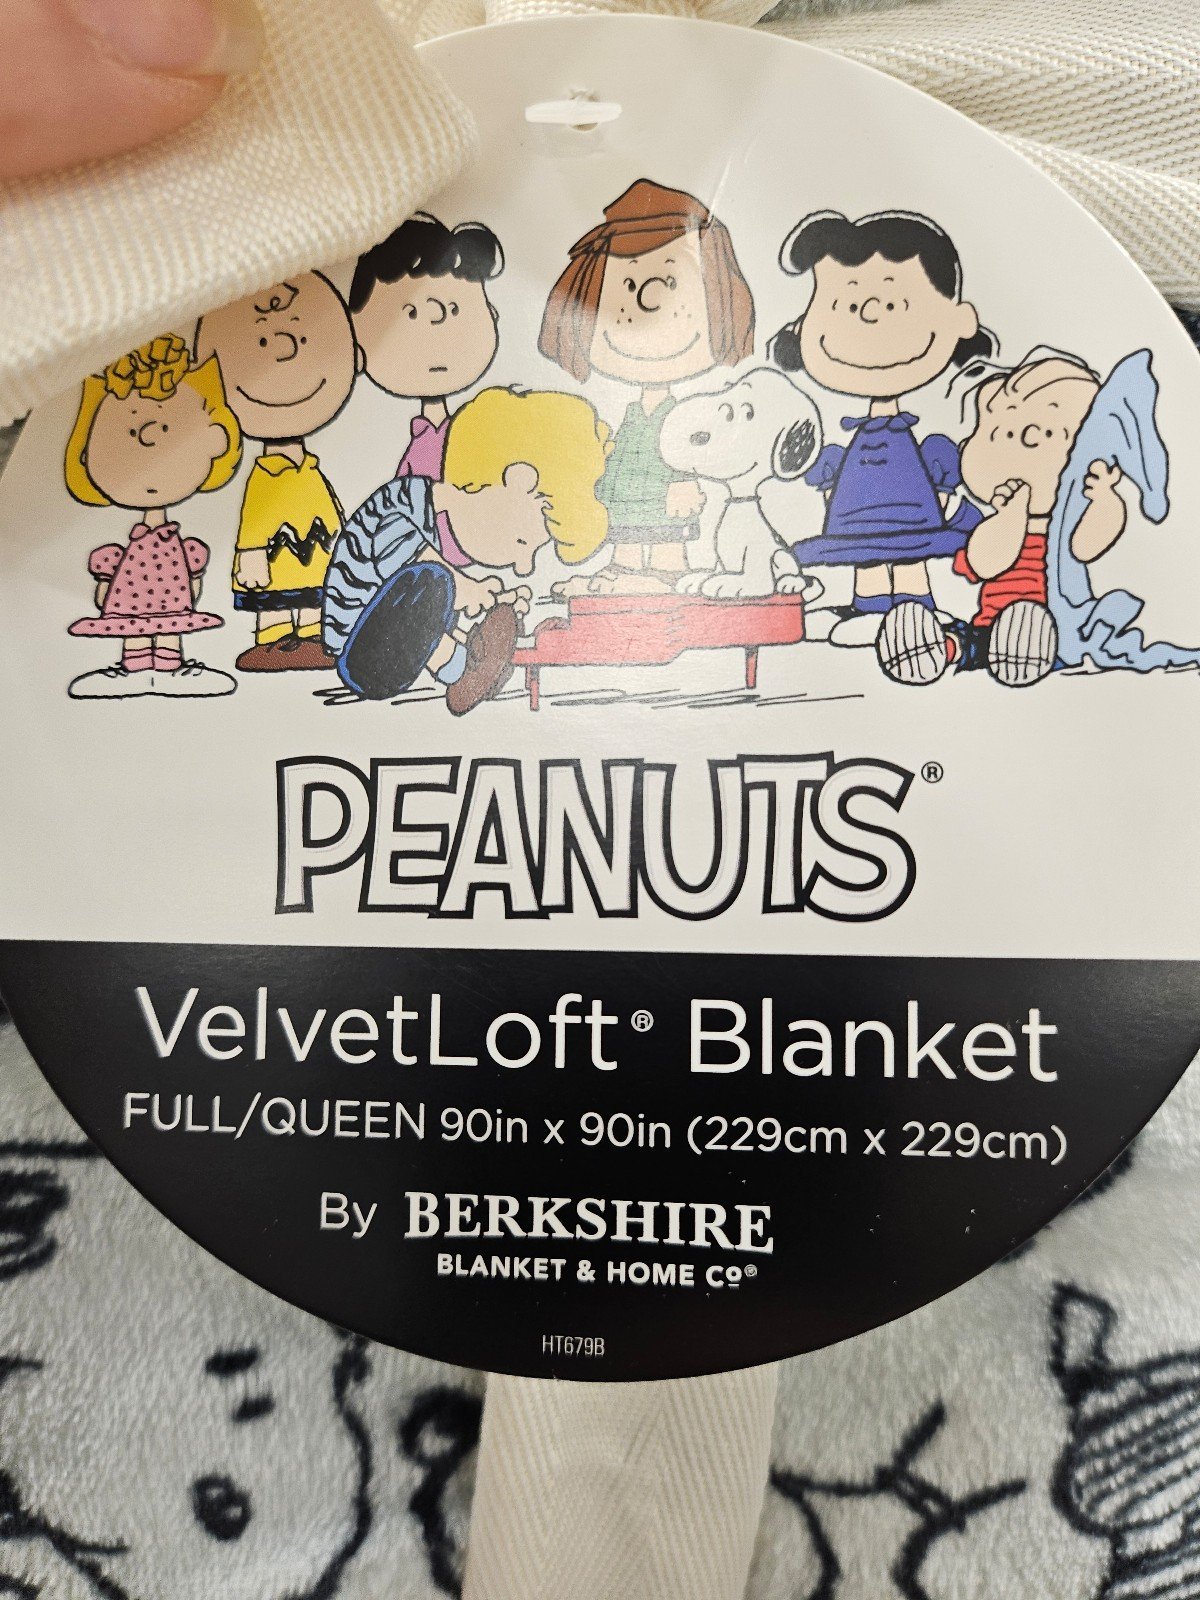 PEANUTS®
VelvetLoft® Blanket
FULL/QUEEN 90in x 90in (229cm x 229cm)
By BERKSHIRE
BLANKET & HOME Cº®
HT679B